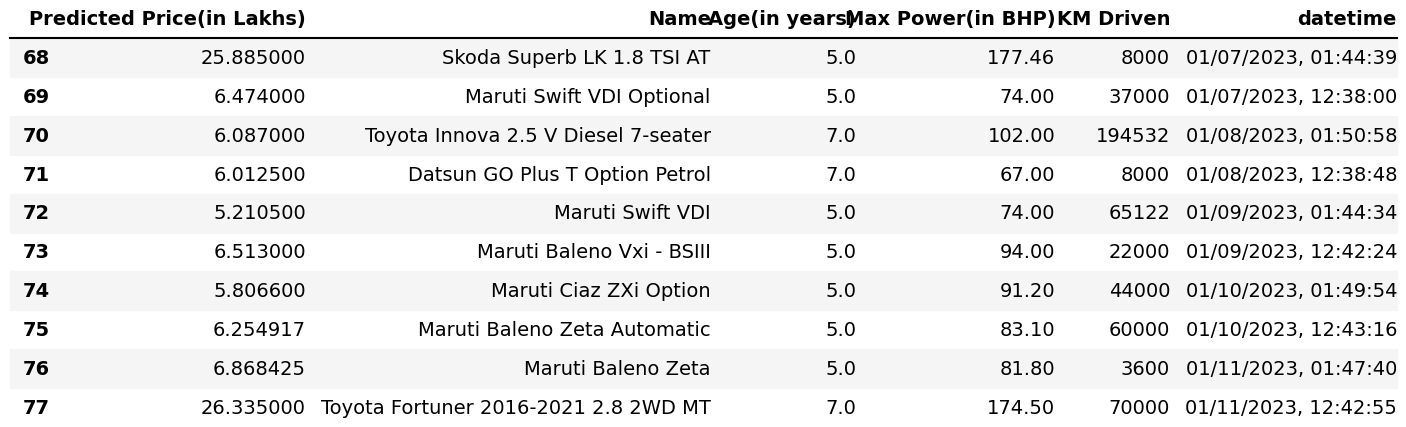 Predicted Price(in Lakhs) Name Age(in years) Max Power(in BHP) KM Driven datetime
68 25.885000 Skoda Superb LK 1.8 TSI AT 5.0 177.46 8000 01/07/2023, 01:44:39
69 6.474000 Maruti Swift VDI Optional 5.0 74.00 37000 01/07/2023, 12:38:00
70 6.087000 Toyota Innova 2.5 V Diesel 7-seater 7.0 102.00 194532 01/08/2023, 01:50:58
71 6.012500 Datsun GO Plus T Option Petrol 7.0 67.00 8000 01/08/2023, 12:38:48
72 5.210500 Maruti Swift VDI 5.0 74.00 65122 01/09/2023, 01:44:34
73 6.513000 Maruti Baleno Vxi - BSIII 5.0 94.00 22000 01/09/2023, 12:42:24
74 5.806600 Maruti Ciaz ZXi Option 5.0 91.20 44000 01/10/2023, 01:49:54
75 6.254917 Maruti Baleno Zeta Automatic 5.0 83.10 60000 01/10/2023, 12:43:16
76 6.868425 Maruti Baleno Zeta 5.0 81.80 3600 01/11/2023, 01:47:40
77 26.335000 Toyota Fortuner 2016-2021 2.8 2WD MT 7.0 174.50 70000 01/11/2023, 12:42:55